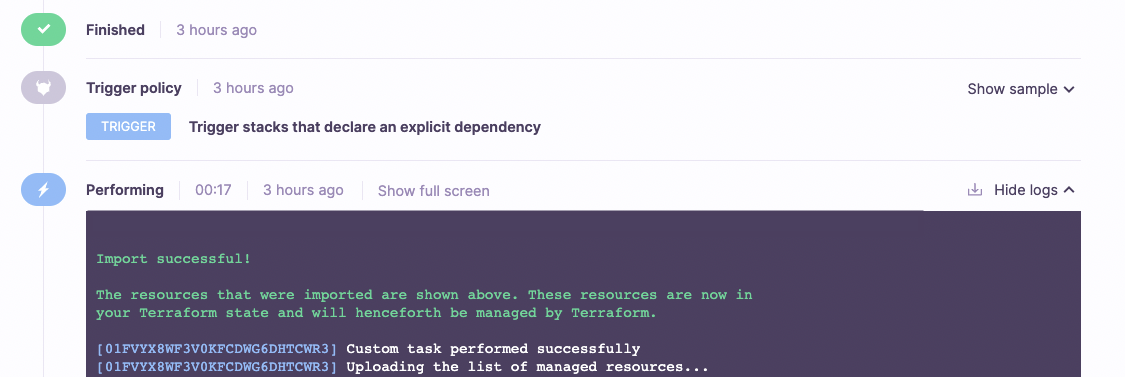 Finished 3 hours ago
Trigger policy 3 hours ago Show sample
TRIGGER Trigger stacks that declare an explicit dependency
Performing 00:17 3 hours ago Show full screen Hide logs
Import successful!
The resources that were imported are shown above. These resources are now in
your Terraform state and will henceforth be managed by Terraform.
[01FVYX8WF3V0KFCDWG6DHTCWR3] Custom task performed successfully
[01FVYX8WF3V0KFCDWG6DHTCWR3] Uploading the list of managed resources...